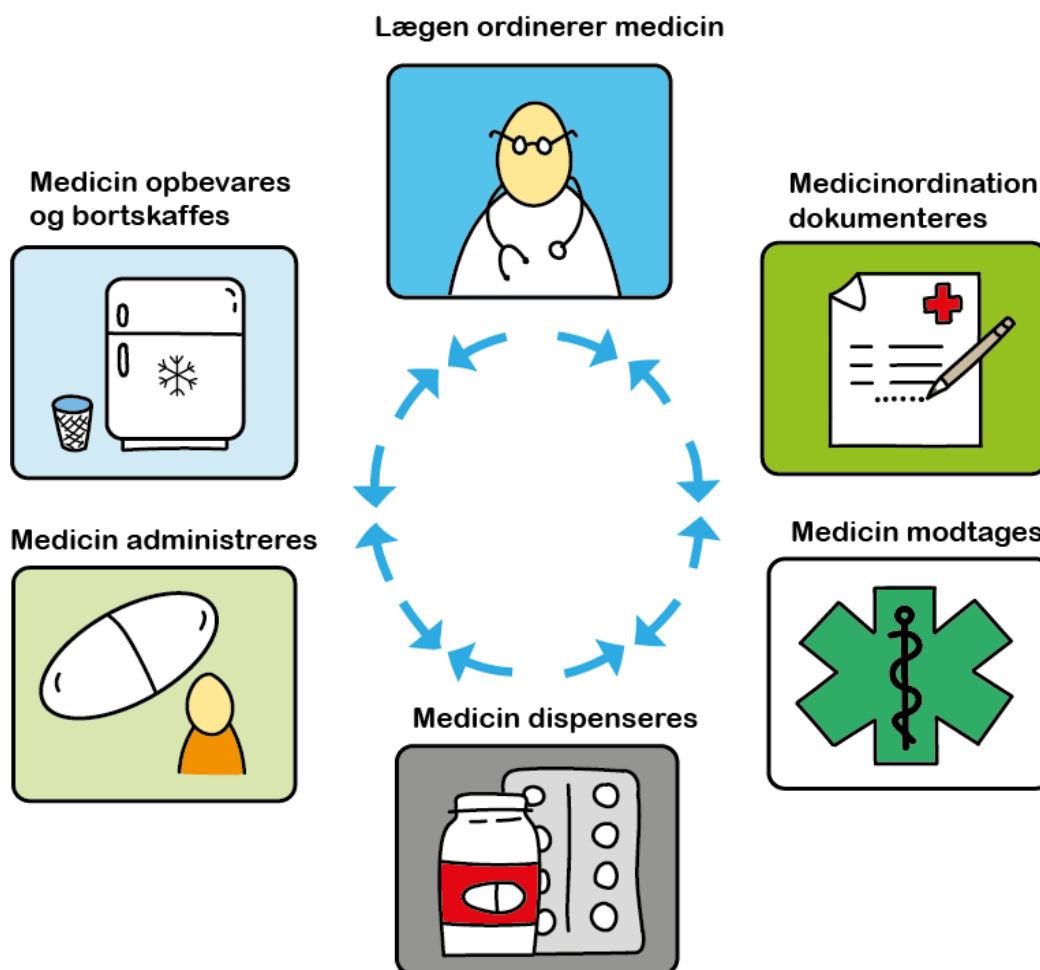 Lægen ordinerer medicin
Medicinordination
dokumenteres
Medicin modtages
Medicin dispenseres
Medicin administreres
Medicin opbevares
og bortskaffes